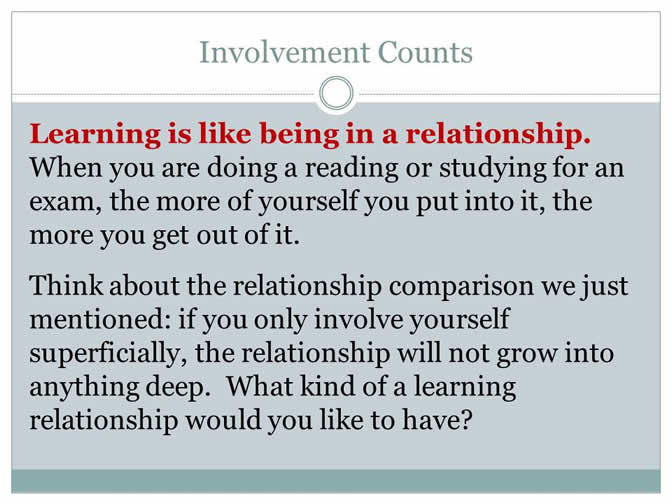 Involvement Counts
Learning is like being in a relationship.
When you are doing a reading or studying for an
exam, the more of yourself you put into it, the
more you get out of it.
Think about the relationship comparison we just
mentioned: if you only involve yourself
superficially, the relationship will not grow into
anything deep.  What kind of a learning
relationship would you like to have?